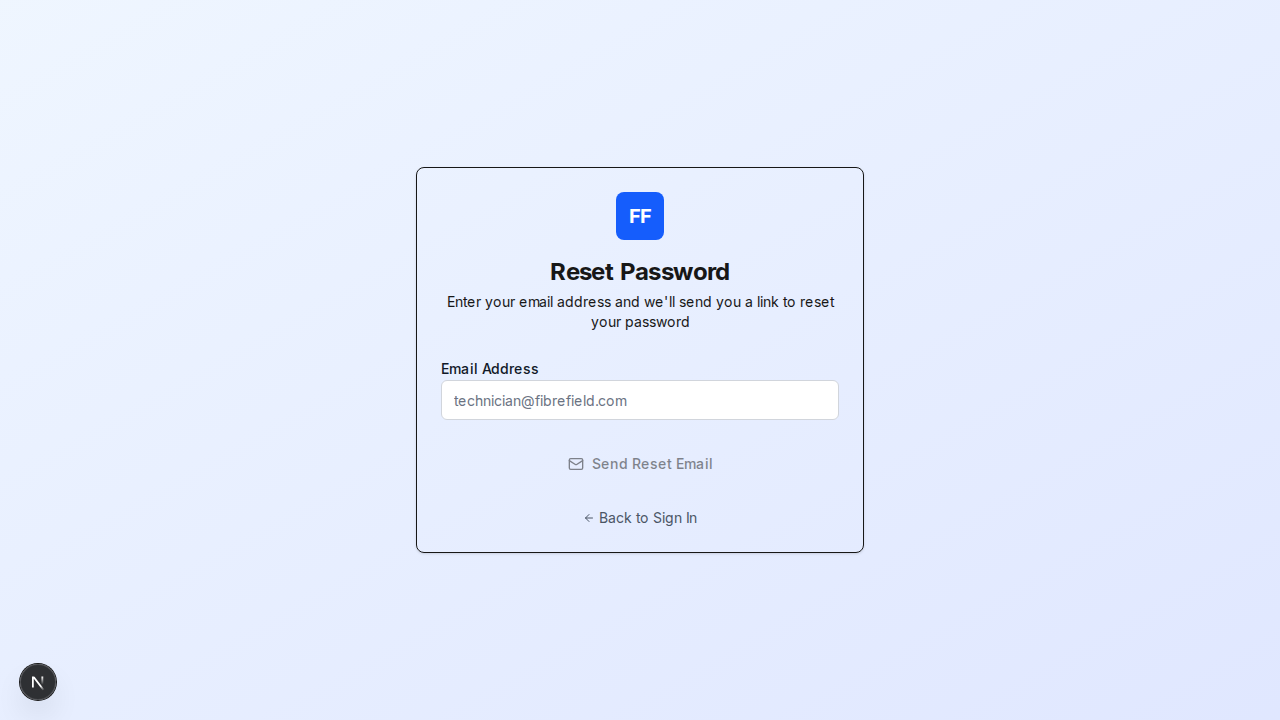 FF
Reset Password
Enter your email address and we'll send you a link to reset
your password
Email Address
technician@fibrefield.com
Send Reset Email
← Back to Sign In
N